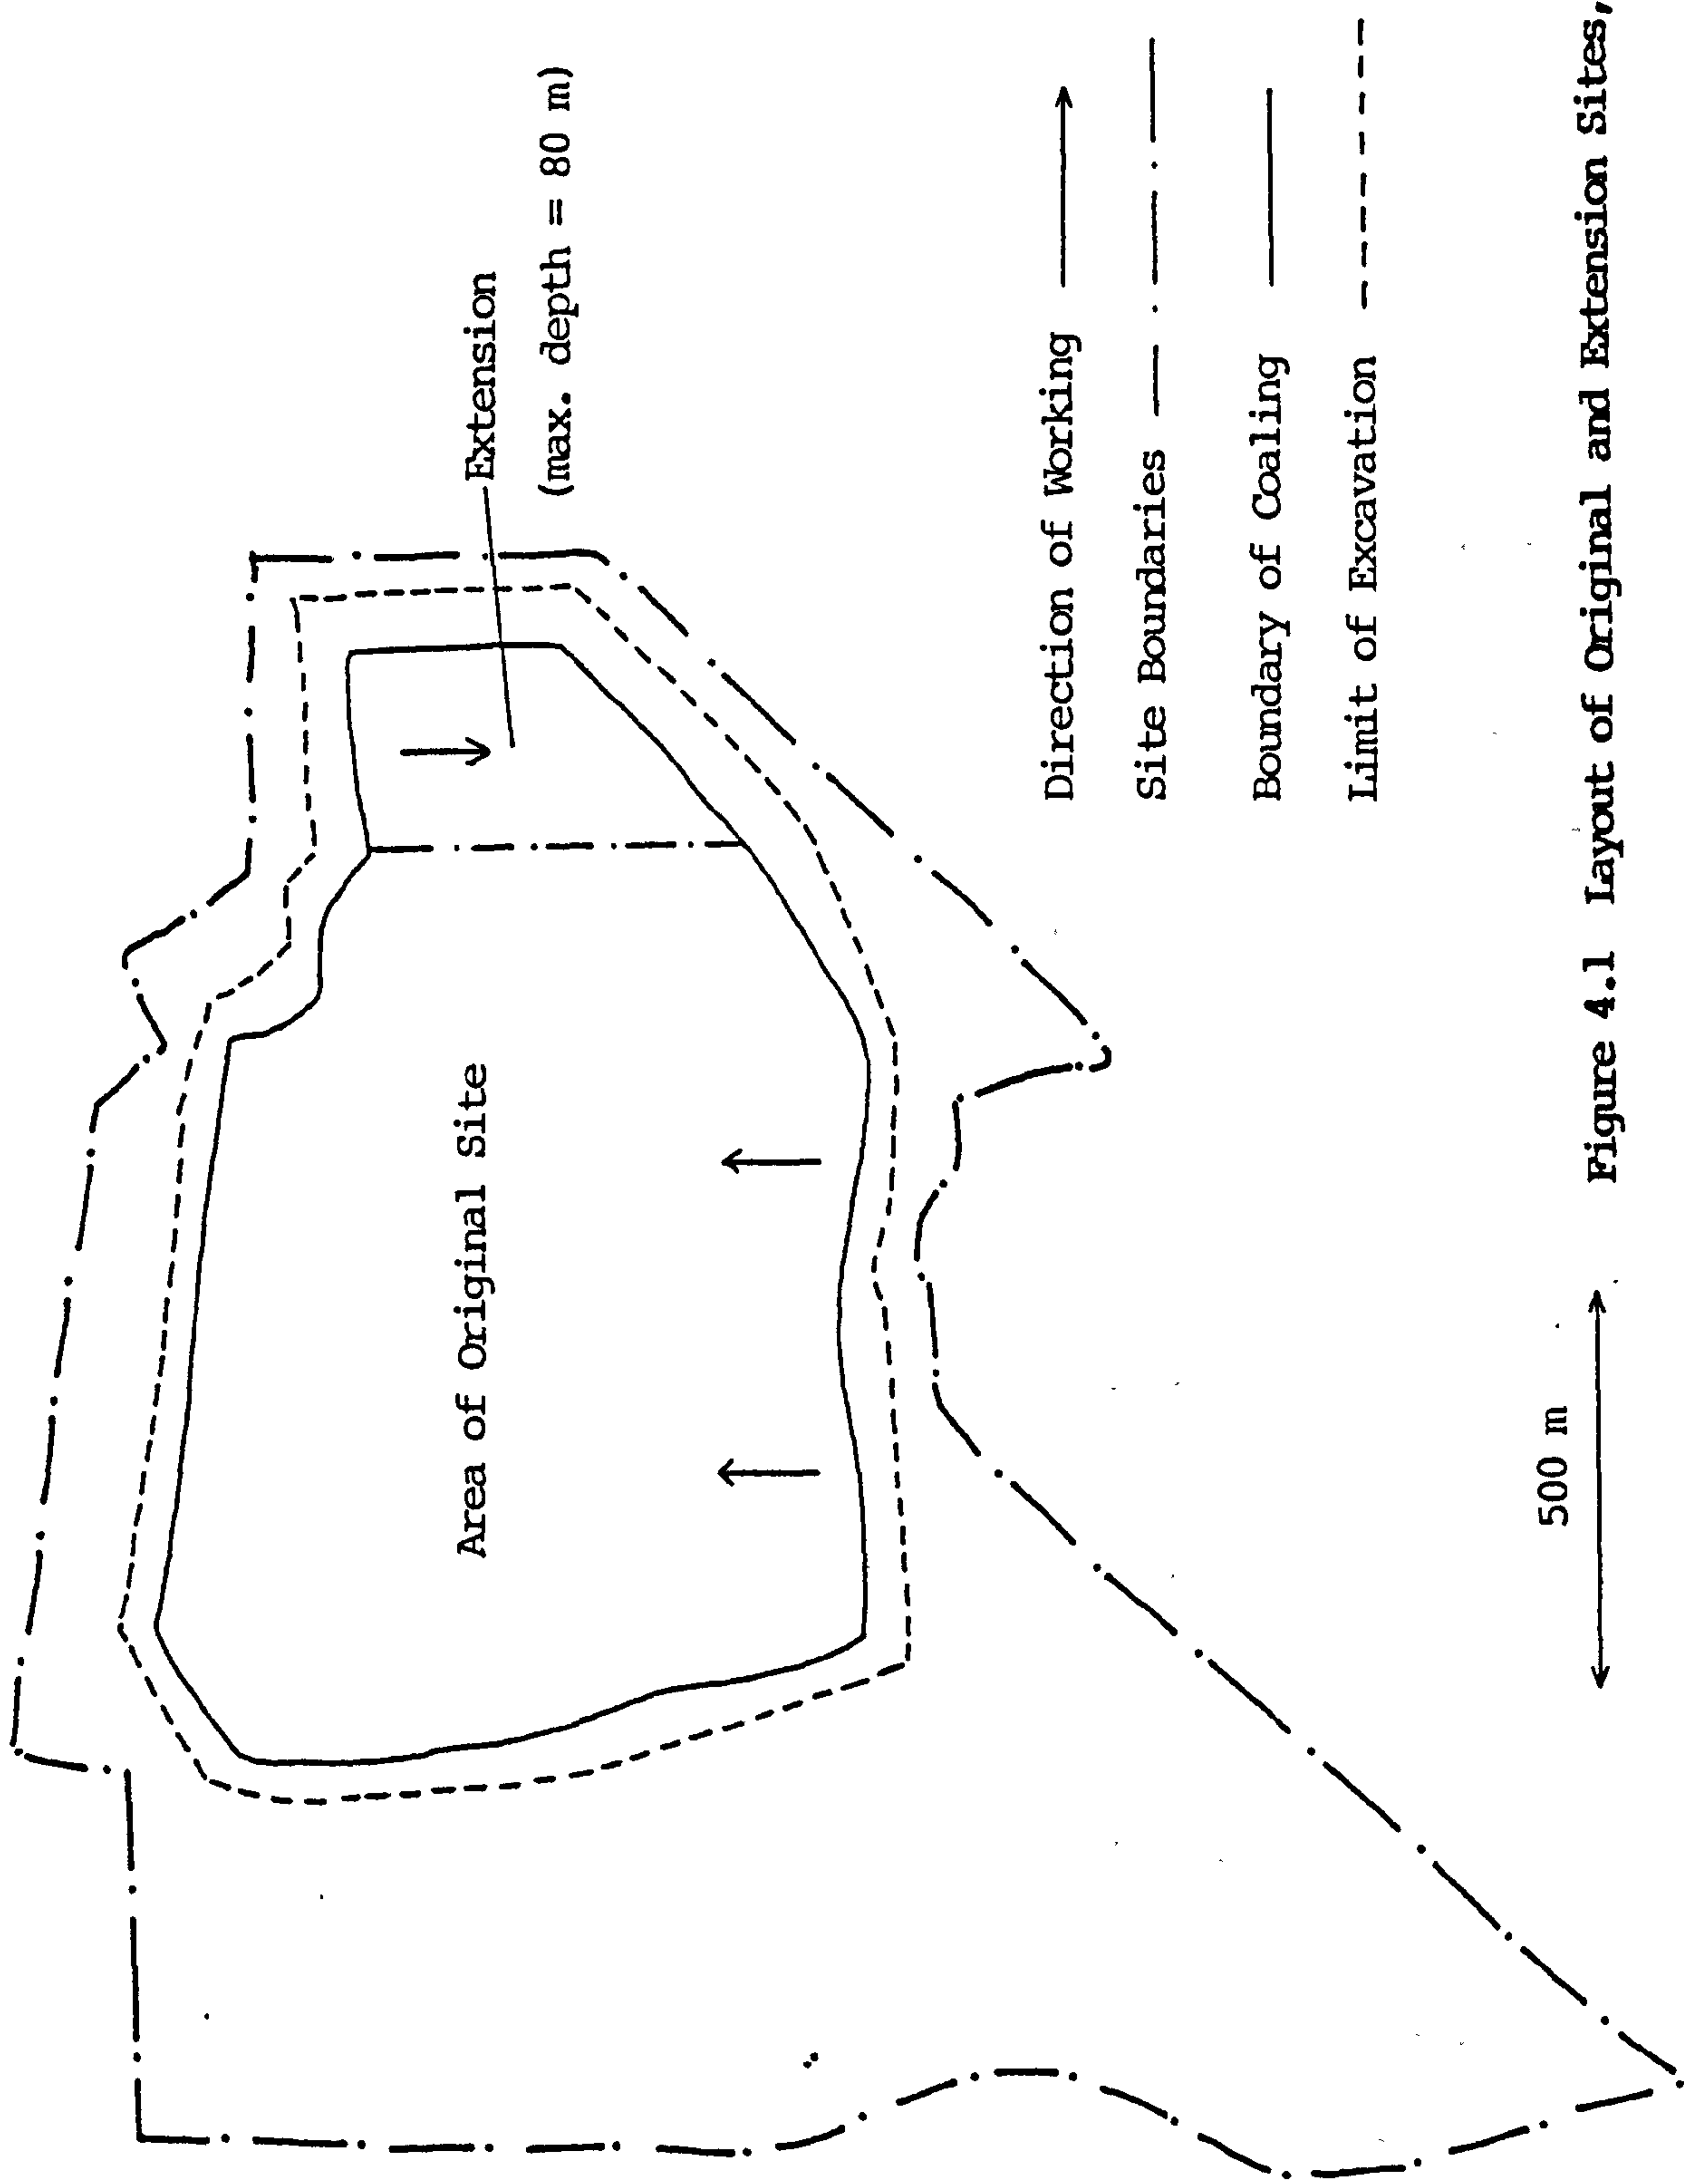 Extension
(max. depth = 80 m)
Area of Original Site
Direction of Working
Site Boundaries
Boundary of Coaling
Limit of Excavation
500 m
Figure 4.1 Layout of Original and Extension Sites,